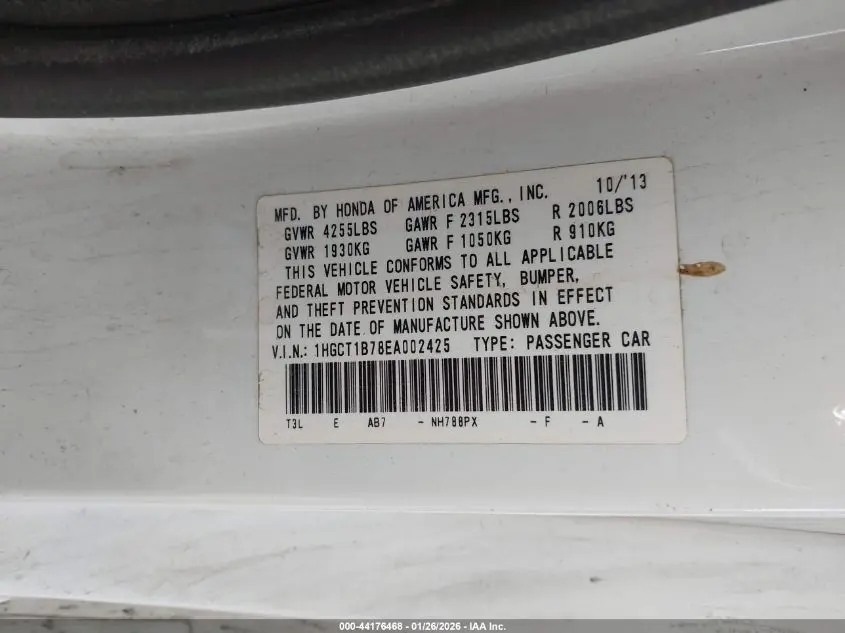 MFD. BY HONDA OF AMERICA MFG., INC. 10/'13
GVWR 4255LBS GAWR F 2315LBS R 2006LBS
GVWR 1930KG GAWR F 1050KG R 910KG
THIS VEHICLE CONFORMS TO ALL APPLICABLE
FEDERAL MOTOR VEHICLE SAFETY, BUMPER,
AND THEFT PREVENTION STANDARDS IN EFFECT
ON THE DATE OF MANUFACTURE SHOWN ABOVE.
V.I.N.: 1HGCT1B78EA002425 TYPE: PASSENGER CAR
T3L E AB7 - NH788PX - F - A
000-44176468 - 01/26/2026 - IAA Inc.